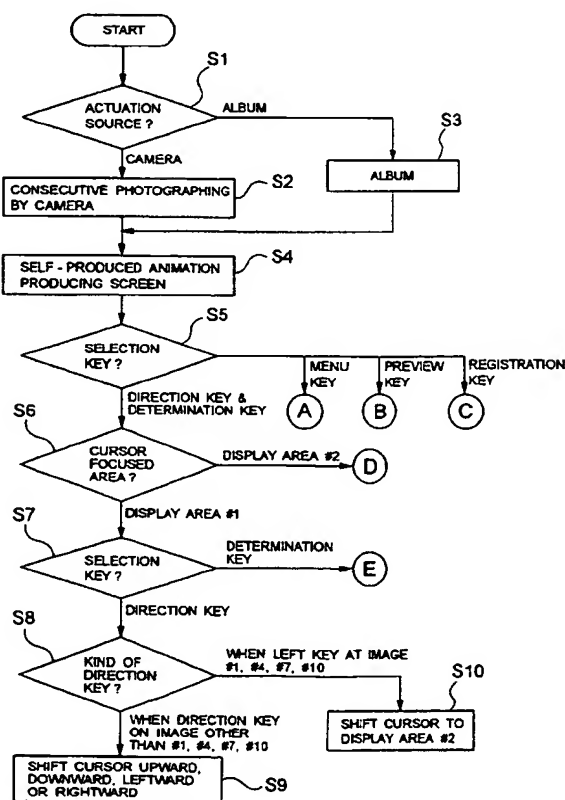 START
S1
ACTUATION
SOURCE ?
ALBUM
S3
CAMERA
ALBUM
CONSECUTIVE PHOTOGRAPHING
BY CAMERA
S2
SELF - PRODUCED ANIMATION
PRODUCING SCREEN
S4
S5
SELECTION
KEY ?
MENU
KEY
PREVIEW
KEY
REGISTRATION
KEY
DIRECTION KEY &
DETERMINATION KEY
A
B
C
S6
CURSOR
FOCUSED
AREA ?
DISPLAY AREA #2
D
DISPLAY AREA #1
S7
SELECTION
KEY ?
DETERMINATION
KEY
E
DIRECTION KEY
S8
KIND OF
DIRECTION
KEY ?
WHEN LEFT KEY AT IMAGE
#1, #4, #7, #10
S10
WHEN DIRECTION KEY
ON IMAGE OTHER
THAN #1, #4, #7, #10
SHIFT CURSOR TO
DISPLAY AREA #2
SHIFT CURSOR UPWARD,
DOWNWARD, LEFTWARD
OR RIGHTWARD
S9